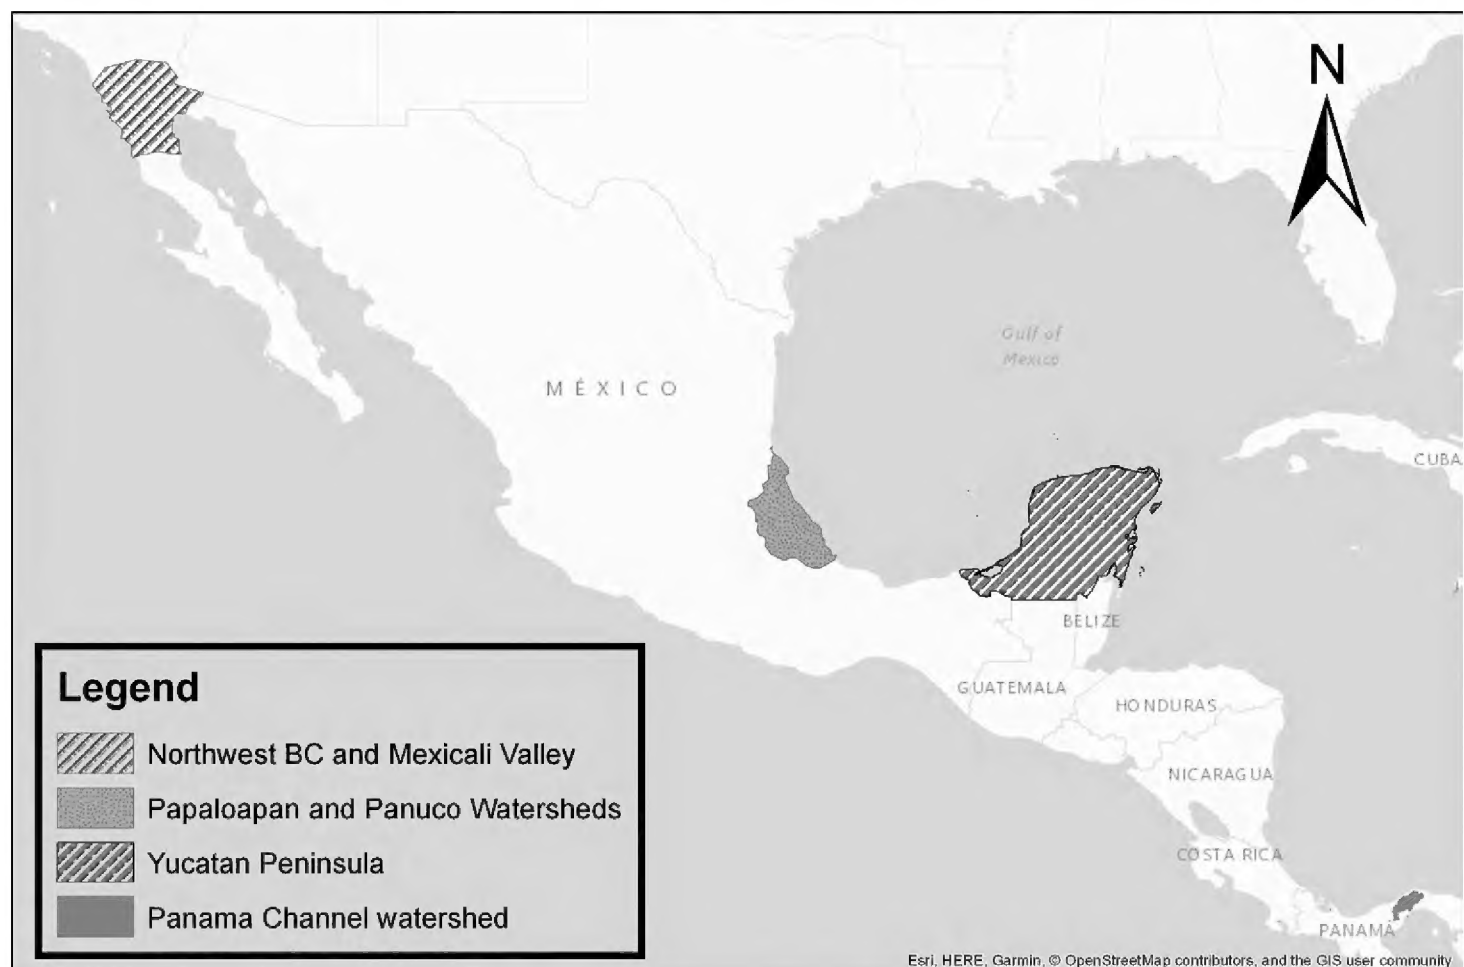 N
Gulf of
Mexico
MÉXICO
CUBA
BELIZE
GUATEMALA
HONDURAS
NICARAGUA
COSTA RICA
PANAMÁ
Legend
Northwest BC and Mexicali Valley
Papaloapan and Panuco Watersheds
Yucatan Peninsula
Panama Channel watershed
Esri, HERE, Garmin, © OpenStreetMap contributors, and the GIS user community